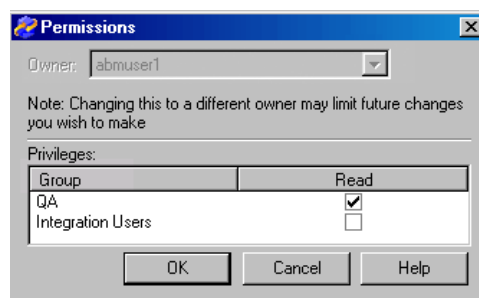 Permissions
Owner: abmuser1
Note: Changing this to a different owner may limit future changes
you wish to make
Privileges:
Group Read
QA
Integration Users
OK Cancel Help